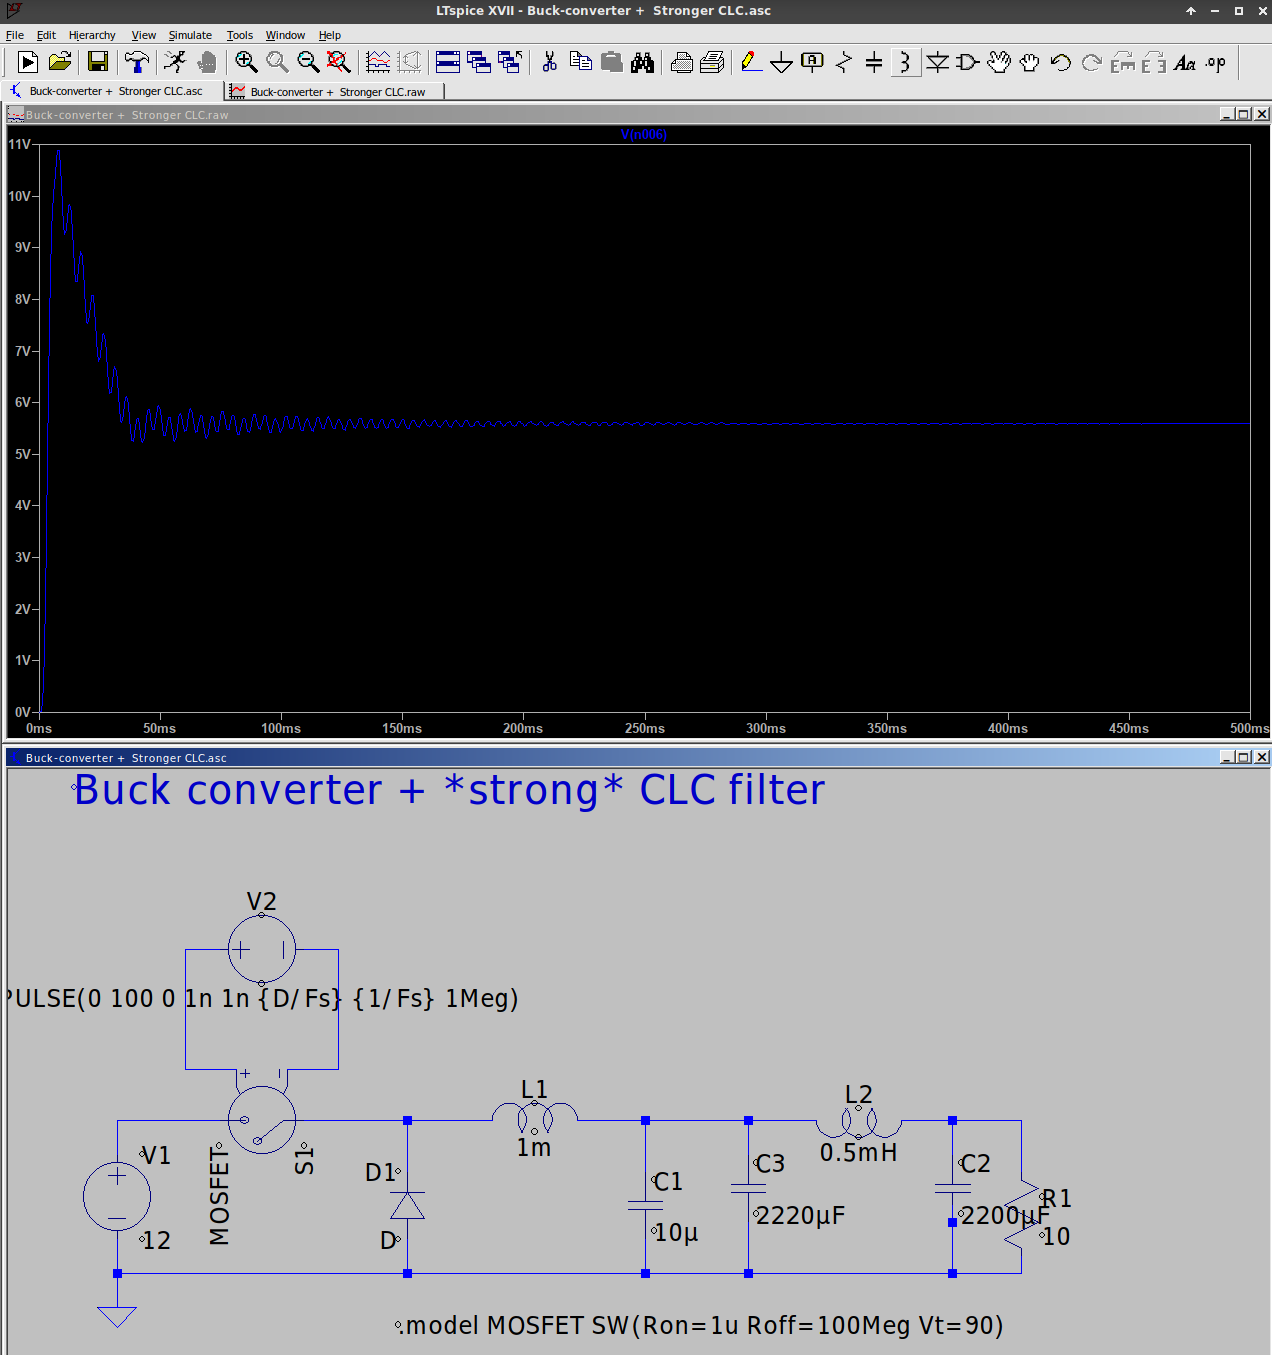 LTspice XVII - Buck-converter + Stronger CLC.asc
File Edit Hierarchy View Simulate Tools Window Help
Buck-converter + Stronger CLC.asc
Buck-converter + Stronger CLC.raw
Buck-converter + Stronger CLC.raw
V(n006)
11V
10V
9V
8V
7V
6V
5V
4V
3V
2V
1V
0V
0ms 50ms 100ms 150ms 200ms 250ms 300ms 350ms 400ms 450ms 500ms
Buck-converter + Stronger CLC.asc
Buck converter + *strong* CLC filter
V2
PULSE(0 100 0 1n 1n {D/Fs} {1/Fs} 1Meg)
V1
12
MOSFET
S1
D1
D
L1
1m
C1
10µ
C3
2220µF
L2
0.5mH
C2
2200µF
R1
10
.model MOSFET SW(Ron=1u Roff=100Meg Vt=90)